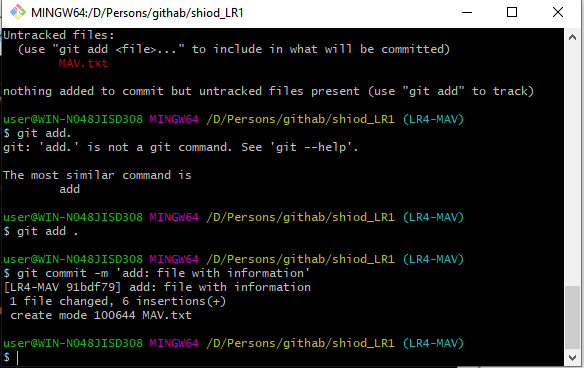 MINGW64:/D/Persons/githab/shiod_LR1
Untracked files:
  (use "git add <file>..." to include in what will be committed)
        MAV.txt

nothing added to commit but untracked files present (use "git add" to track)

user@WIN-NO48JISD3O8 MINGW64 /D/Persons/githab/shiod_LR1 (LR4-MAV)
$ git add.
git: 'add.' is not a git command. See 'git --help'.

The most similar command is
        add

user@WIN-NO48JISD3O8 MINGW64 /D/Persons/githab/shiod_LR1 (LR4-MAV)
$ git add .

user@WIN-NO48JISD3O8 MINGW64 /D/Persons/githab/shiod_LR1 (LR4-MAV)
$ git commit -m 'add: file with information'
[LR4-MAV 91bdf79] add: file with information
 1 file changed, 6 insertions(+)
 create mode 100644 MAV.txt

user@WIN-NO48JISD3O8 MINGW64 /D/Persons/githab/shiod_LR1 (LR4-MAV)
$